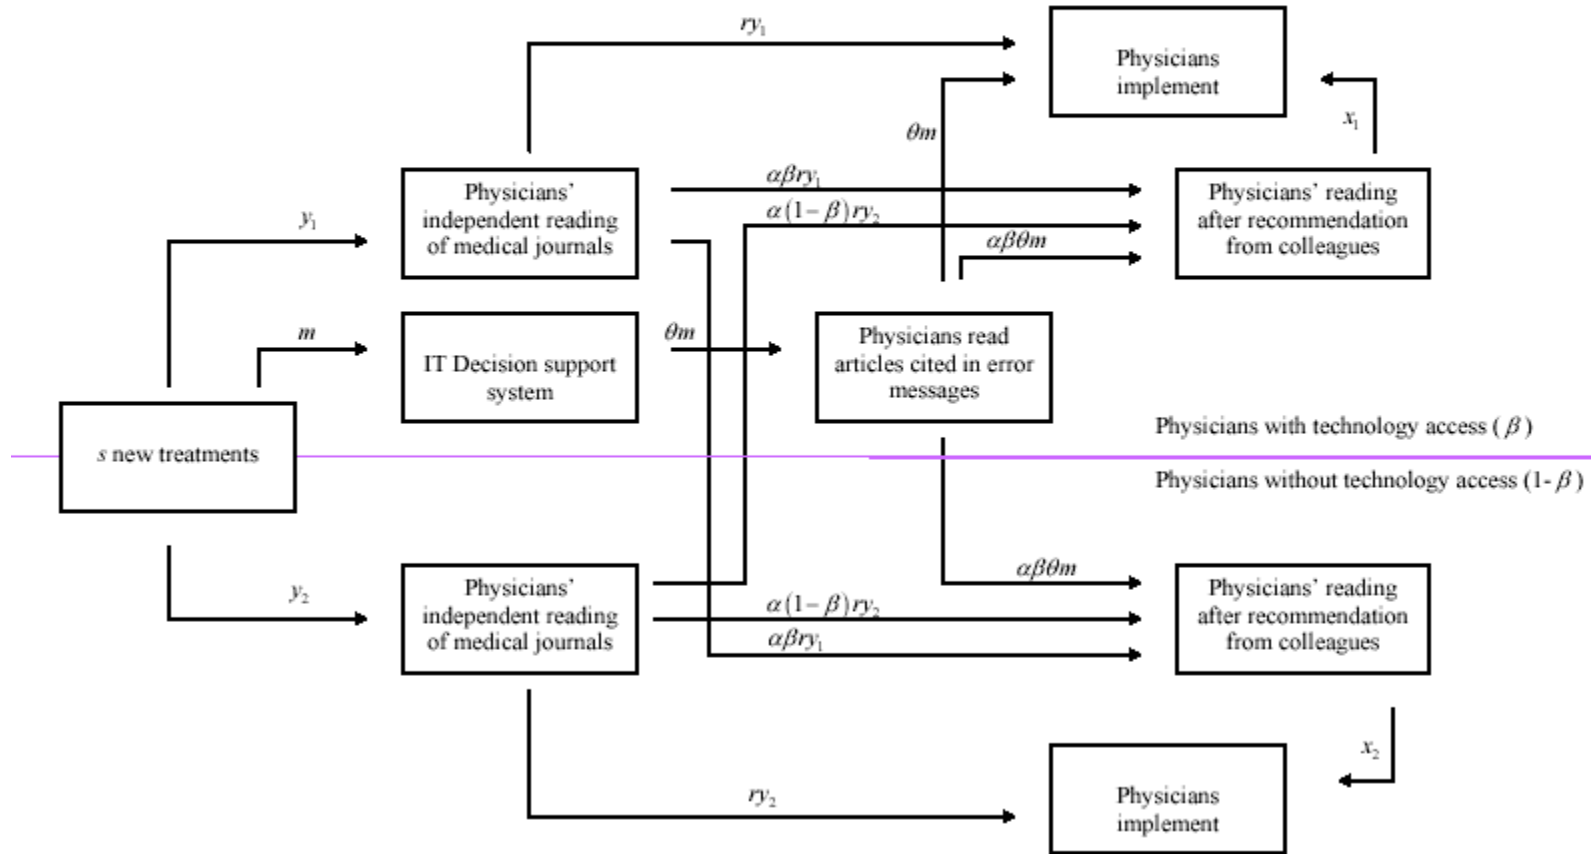 ry₁
Physicians
implement
θm
x₁
αβry₁
Physicians'
independent reading
of medical journals
Physicians' reading
after recommendation
from colleagues
α(1−β)ry₂
y₁
αβθm
m
IT Decision support
system
θm
Physicians read
articles cited in error
messages
Physicians with technology access (β)
s new treatments
Physicians without technology access (1-β)
y₂
Physicians'
independent reading
of medical journals
αβθm
Physicians' reading
after recommendation
from colleagues
α(1−β)ry₂
αβry₁
x₂
ry₂
Physicians
implement